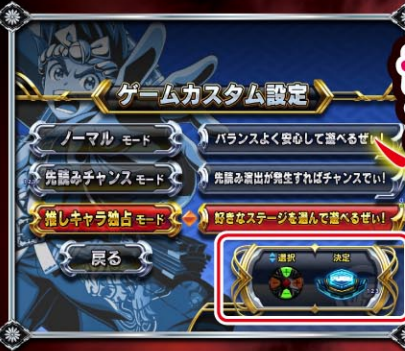 ゲームカスタム設定
ノーマル モード
バランスよく安心して遊べるぜぃ!
先読みチャンス モード
先読み演出が発生すればチャンスでぃ!
推しキャラ独占 モード
好きなステージを選んで遊べるぜぃ!
戻る
選択
決定
PUSH